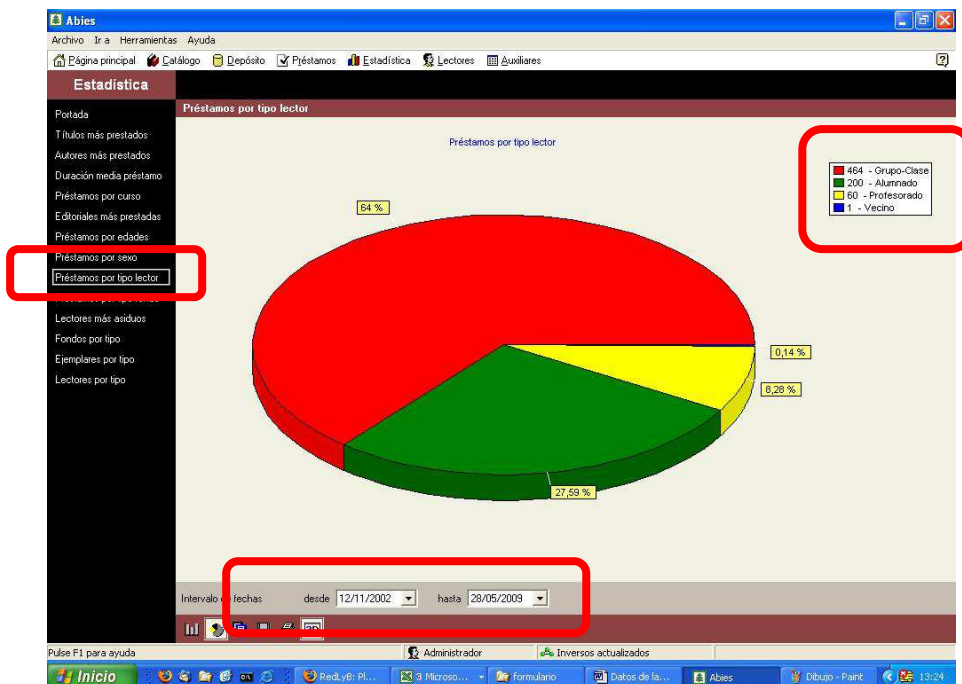 Abies
Archivo Ir a Herramientas Ayuda
Página principal Catálogo Depósito Préstamos Estadística Lectores Auxiliares
Estadística
Portada
Títulos más prestados
Autores más prestados
Duración media préstamo
Préstamos por curso
Editoriales más prestadas
Préstamos por edades
Préstamos por sexo
Préstamos por tipo lector
Lectores más asiduos
Fondos por tipo
Ejemplares por tipo
Lectores por tipo
Préstamos por tipo lector
Préstamos por tipo lector
464 - Grupo-Clase
200 - Alumnado
60 - Profesorado
1 - Vecino
64 %
0,14 %
8,28 %
27,59 %
Intervalo de fechas desde 12/11/2002 hasta 28/05/2009
Pulse F1 para ayuda Administrador Inversos actualizados
Inicio RedLyB: Pl... 3 Microso... formulario Datos de la... Abies Dibujo - Paint 13:24